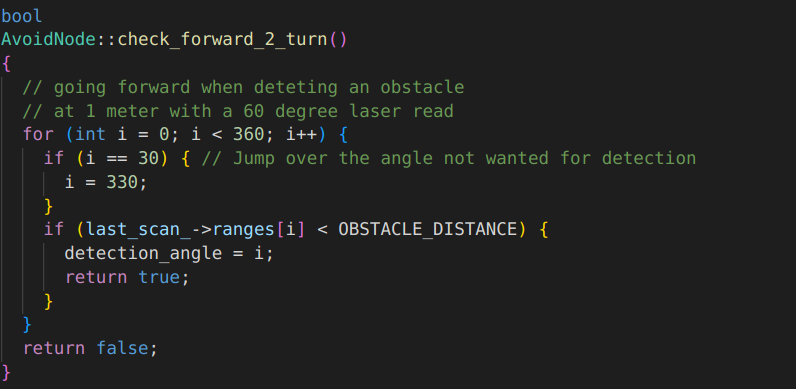 bool
AvoidNode::check_forward_2_turn()
{
  // going forward when deteting an obstacle
  // at 1 meter with a 60 degree laser read
  for (int i = 0; i < 360; i++) {
    if (i == 30) { // Jump over the angle not wanted for detection
      i = 330;
    }
    if (last_scan_->ranges[i] < OBSTACLE_DISTANCE) {
      detection_angle = i;
      return true;
    }
  }
  return false;
}